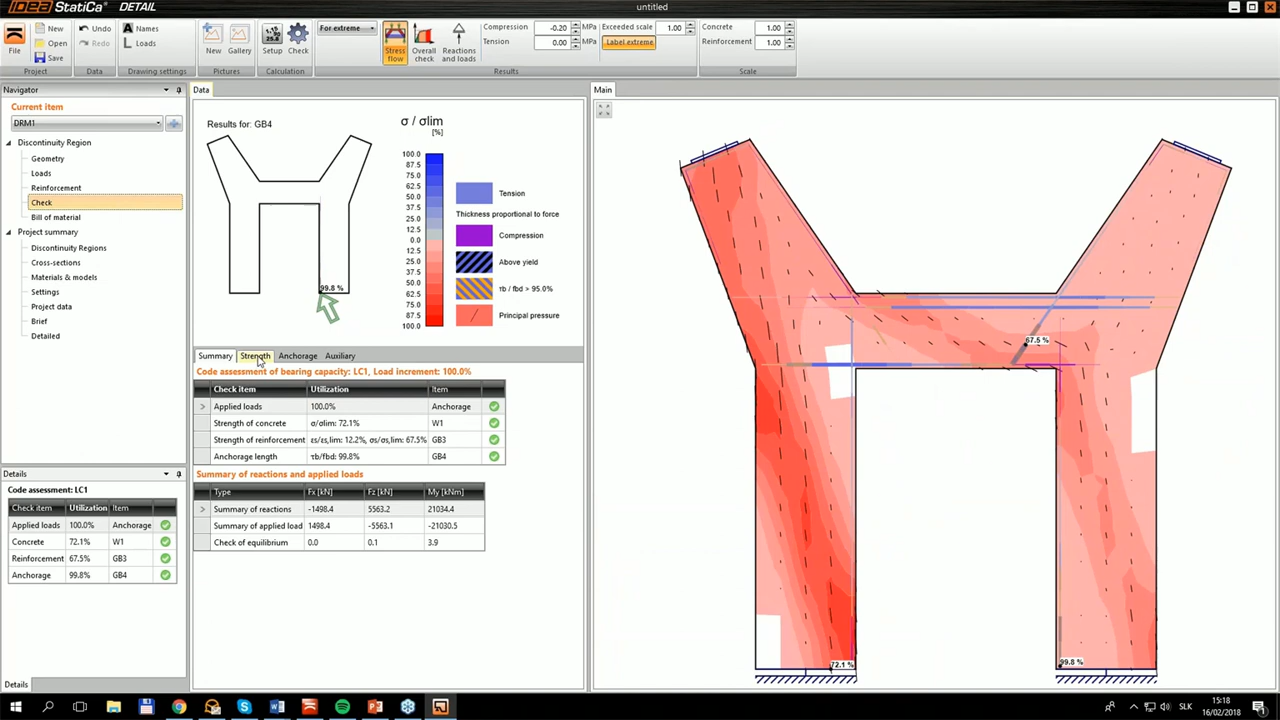 IDEA StatiCa® DETAIL
untitled
New
Open
Save
File
Project
Undo
Redo
Data
Names
Loads
Drawing settings
New
Gallery
Pictures
Setup
Check
Calculation
For extreme
Stress flow
Overall check
Reactions and loads
Compression -0.20 MPa
Tension 0.00 MPa
Exceeded scale 1.00
Label extreme
Results
Concrete 1.00
Reinforcement 1.00
Scale
Navigator
Current item
DRM1
Discontinuity Region
Geometry
Loads
Reinforcement
Check
Bill of material
Project summary
Discontinuity Regions
Cross-sections
Materials & models
Settings
Project data
Brief
Detailed
Details
Code assessment: LC1
Check item Utilization Item
Applied loads 100.0% Anchorage
Concrete 72.1% W1
Reinforcement 67.5% GB3
Anchorage 99.8% GB4
Details
Data
Results for: GB4
99.8 %
σ / σlim
[%]
100.0
87.5
75.0
62.5
50.0
37.5
25.0
12.5
0.0
12.5
25.0
37.5
50.0
62.5
75.0
87.5
100.0
Tension
Thickness proportional to force
Compression
Above yield
τb / fbd > 95.0%
Principal pressure
Summary Strength Anchorage Auxiliary
Code assessment of bearing capacity: LC1, Load increment: 100.0%
Check item Utilization Item
Applied loads 100.0% Anchorage
Strength of concrete σ/σlim: 72.1% W1
Strength of reinforcement εs/εs,lim: 12.2%, σs/σs,lim: 67.5% GB3
Anchorage length τb/fbd: 99.8% GB4
Summary of reactions and applied loads
Type Fx [kN] Fz [kN] My [kNm]
Summary of reactions -1498.4 5563.2 21034.4
Summary of applied load 1498.4 -5563.1 -21030.5
Check of equilibrium 0.0 0.1 3.9
Main
67.5 %
72.1 %
99.8 %
SLK
15:18
16/02/2018